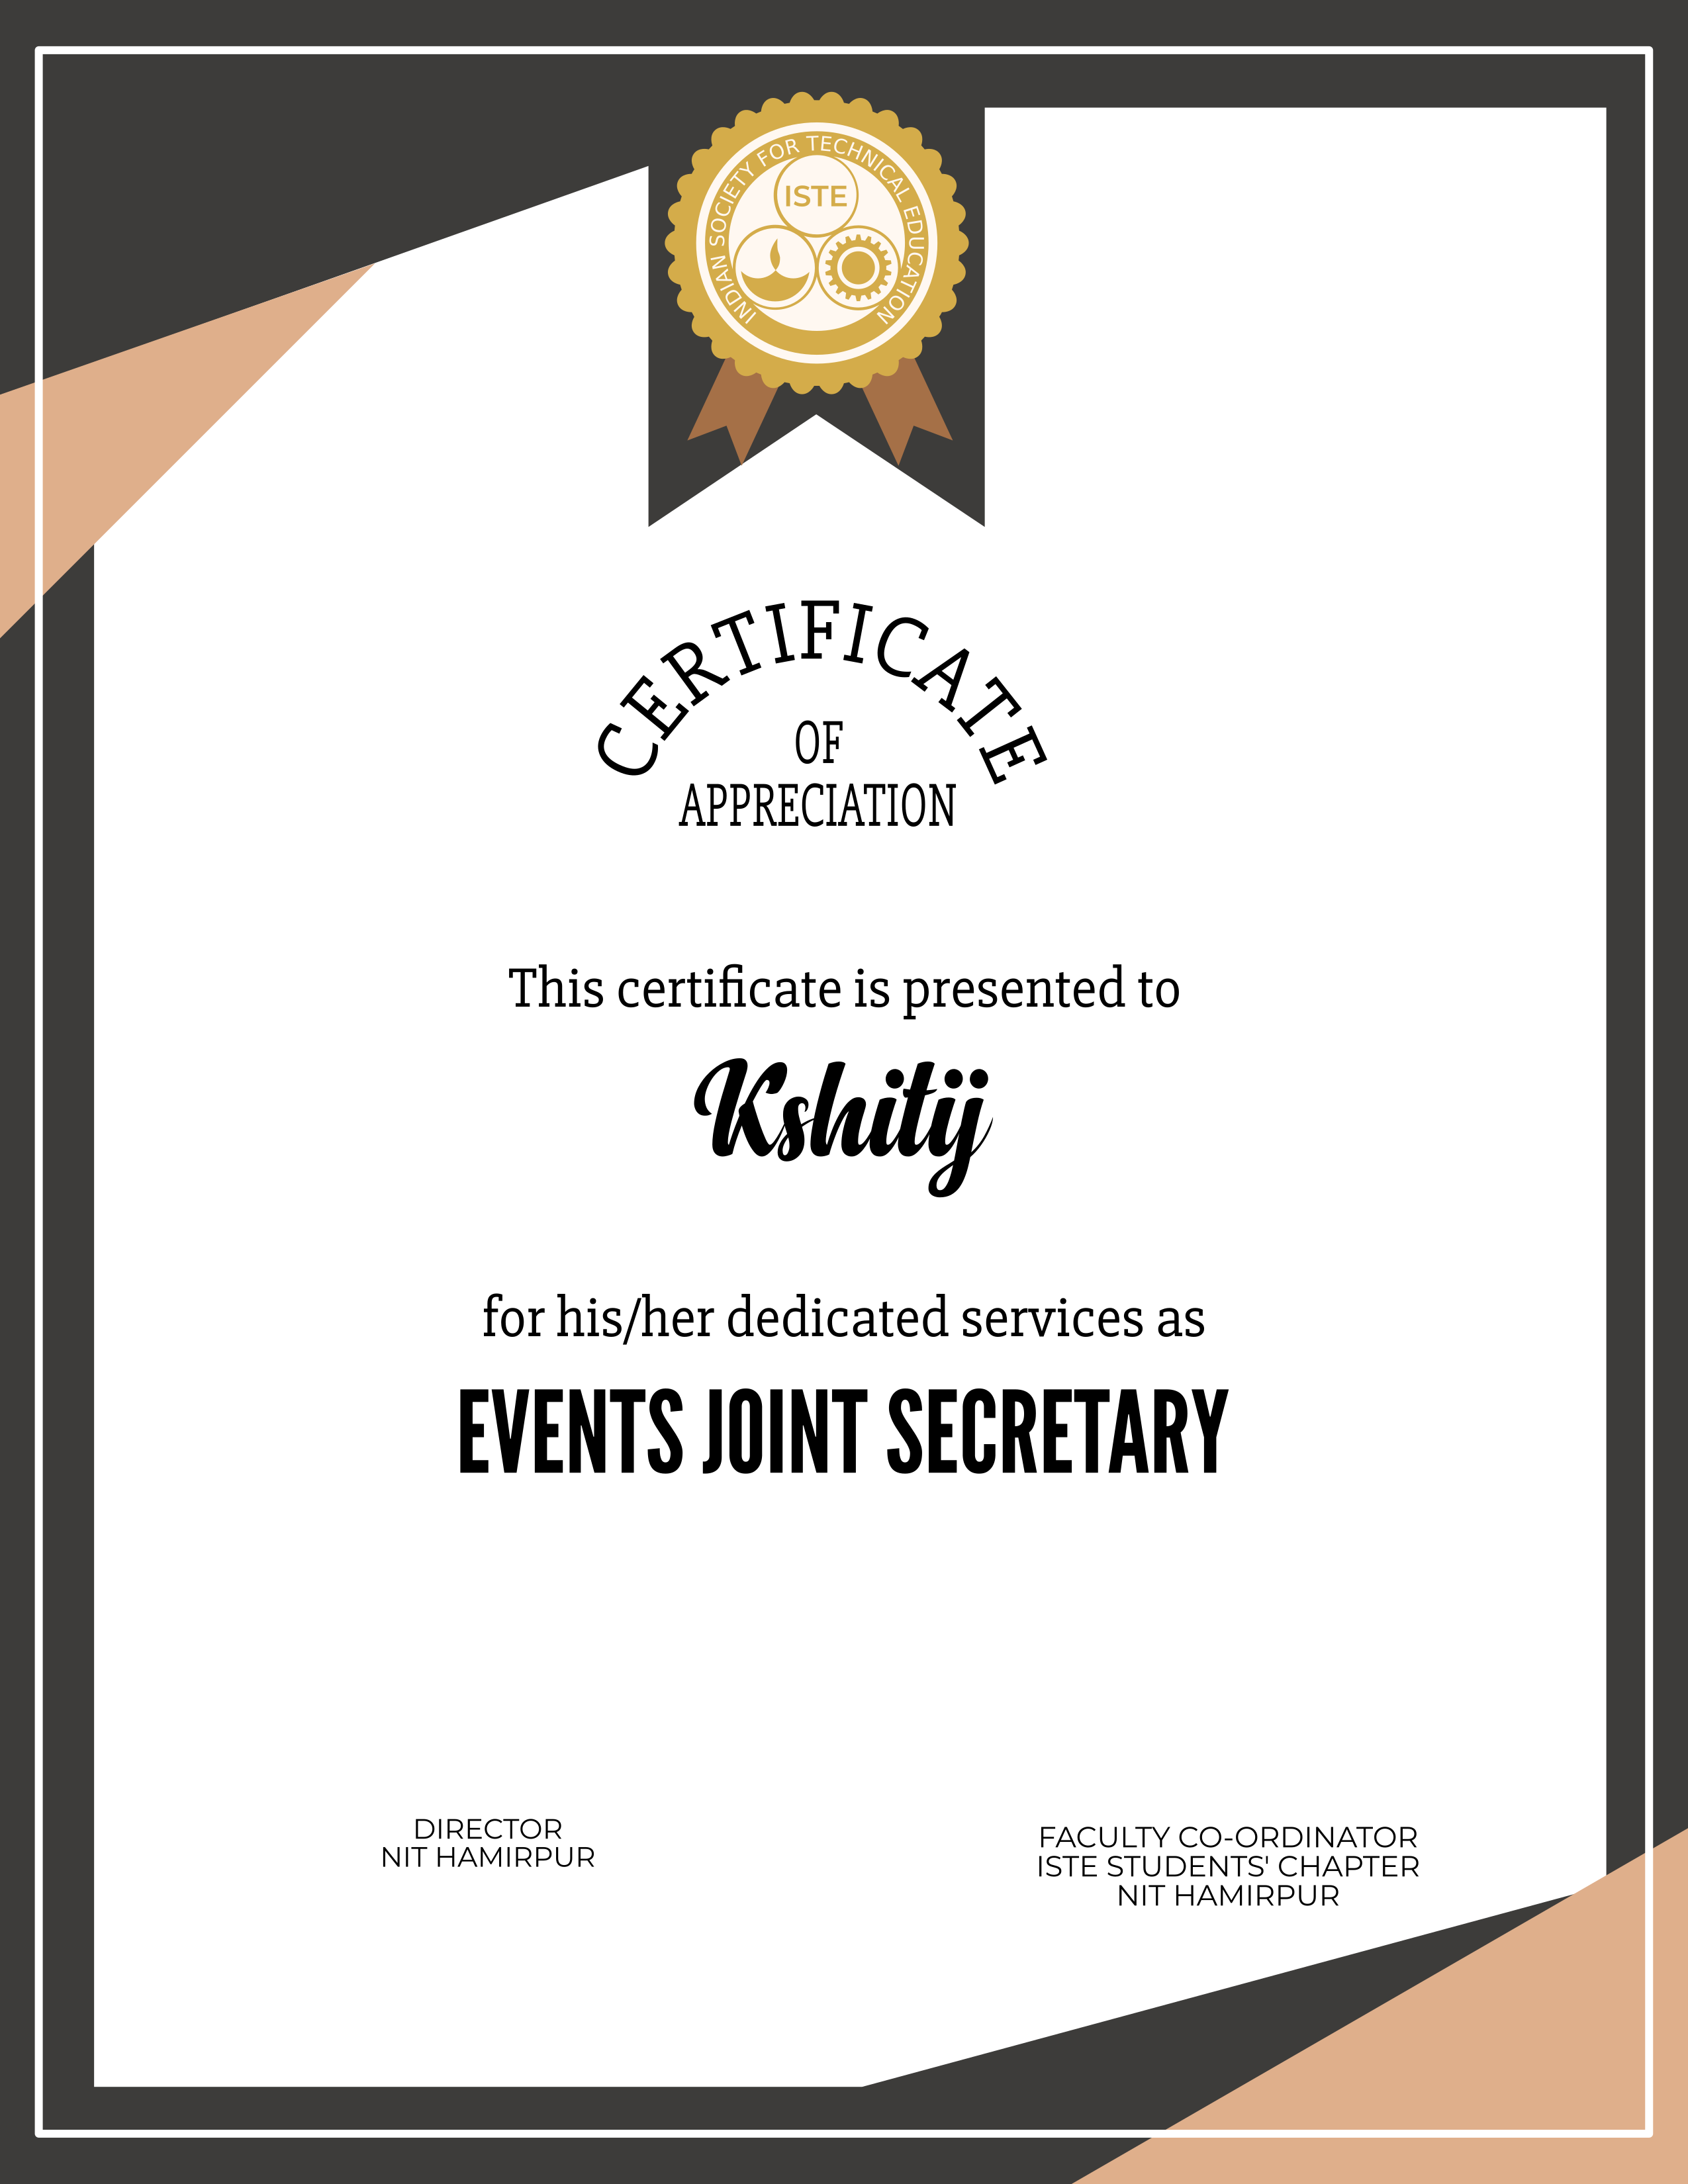 INDIAN SOCIETY FOR TECHNICAL EDUCATION
ISTE
CERTIFICATE
OF
APPRECIATION
This certificate is presented to
Kshitij
for his/her dedicated services as
EVENTS JOINT SECRETARY
DIRECTOR
NIT HAMIRPUR
FACULTY CO-ORDINATOR
ISTE STUDENTS' CHAPTER
NIT HAMIRPUR